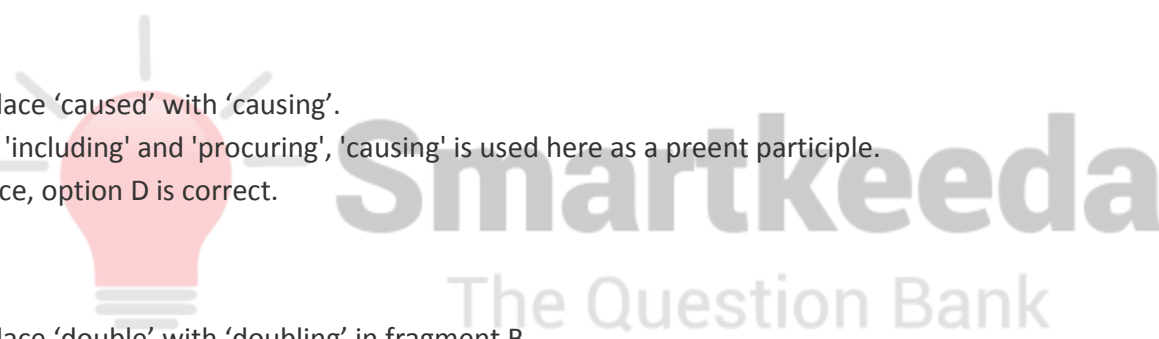 lace ‘caused’ with ‘causing’.
'including' and 'procuring', 'causing' is used here as a preent participle.
ce, option D is correct.
Smartkeeda
The Question Bank
lace ‘double’ with ‘doubling’ in fragment B